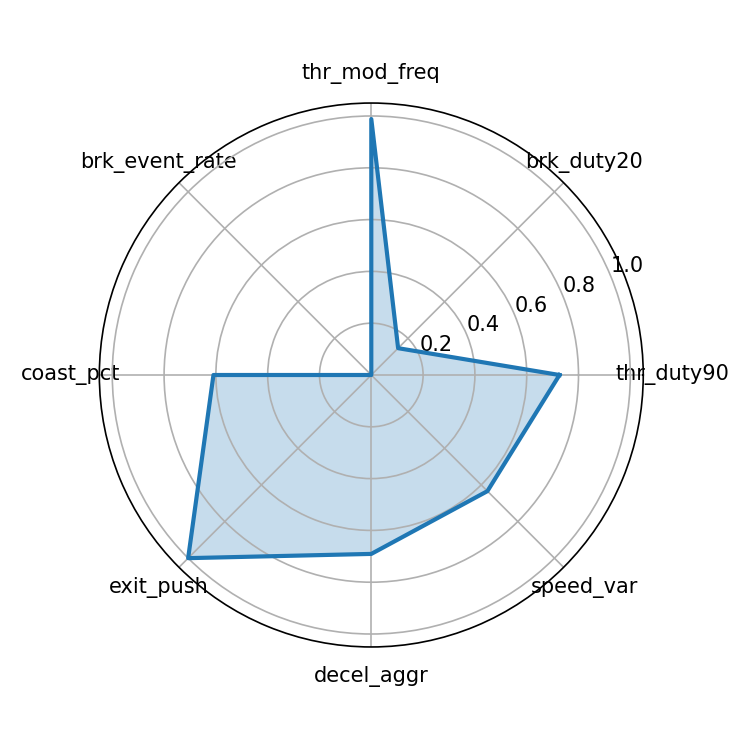 thr_mod_freq
brk_event_rate
brk_duty20
1.0
0.8
0.6
0.4
0.2
coast_pct
thr_duty90
exit_push
speed_var
decel_aggr